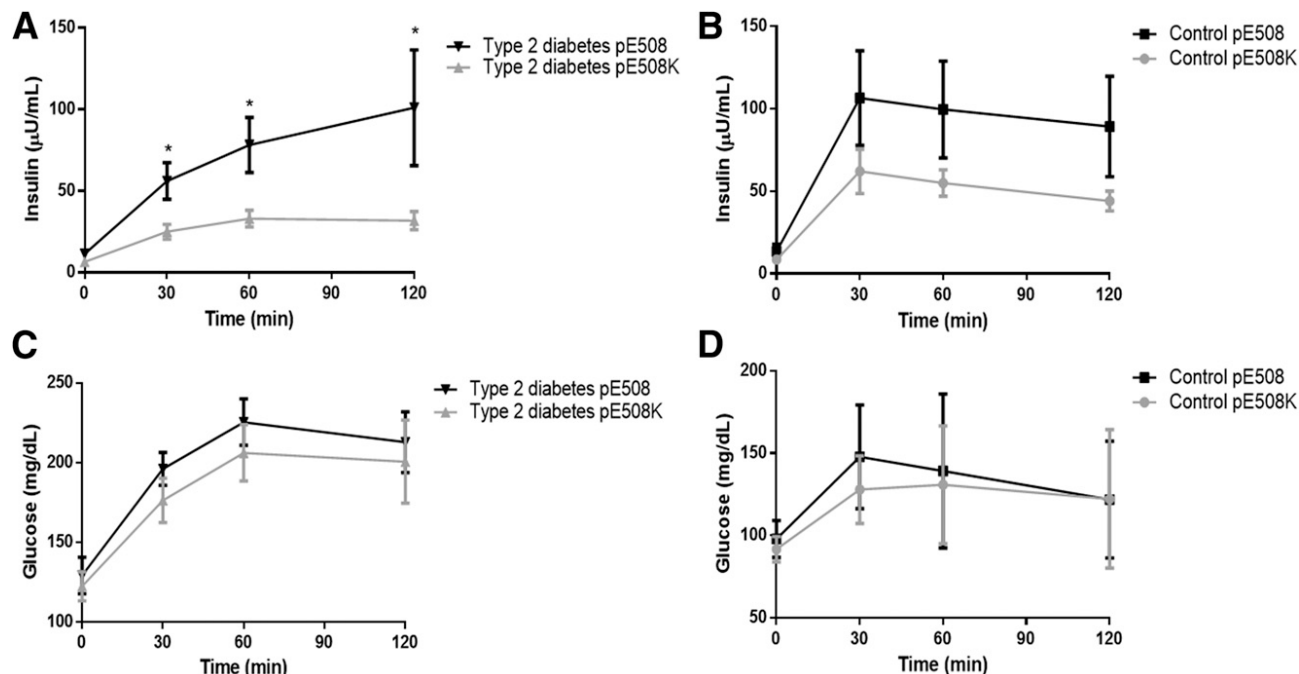 A
Insulin (μU/mL)
150
100
50
0
0 30 60 90 120
Time (min)
* * *
Type 2 diabetes pE508
Type 2 diabetes pE508K
B
Insulin (μU/mL)
150
100
50
0
0 30 60 90 120
Time (min)
Control pE508
Control pE508K
C
Glucose (mg/dL)
250
200
150
100
0 30 60 90 120
Time (min)
Type 2 diabetes pE508
Type 2 diabetes pE508K
D
Glucose (mg/dL)
200
150
100
50
0 30 60 90 120
Time (min)
Control pE508
Control pE508K